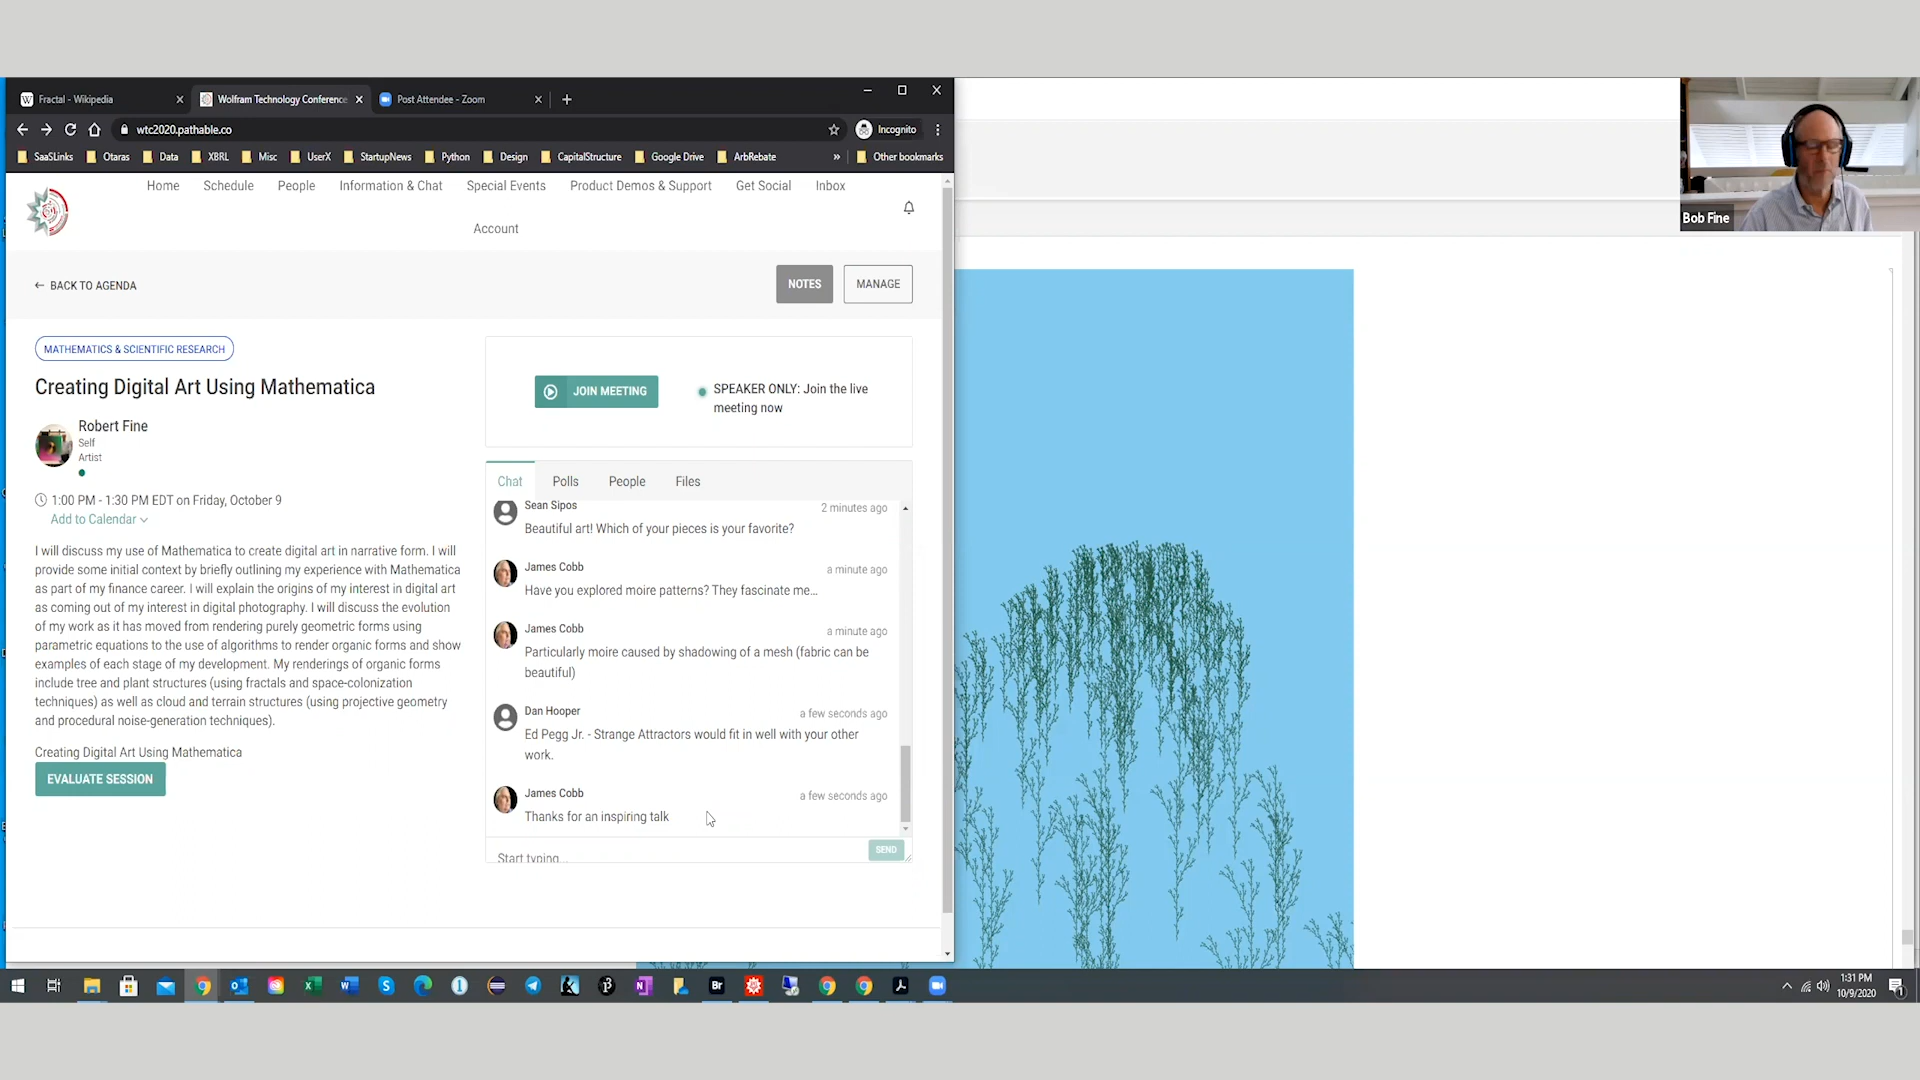 Fractal - Wikipedia
Wolfram Technology Conference
Post Attendee - Zoom
wtc2020.pathable.co
Incognito
SaaSLinks Otaras Data XBRL Misc UserX StartupNews Python Design CapitalStructure Google Drive ArbRebate » Other bookmarks
Home Schedule People Information & Chat Special Events Product Demos & Support Get Social Inbox
Account
← BACK TO AGENDA
NOTES MANAGE
MATHEMATICS & SCIENTIFIC RESEARCH
Creating Digital Art Using Mathematica
Robert Fine
Self
Artist
1:00 PM - 1:30 PM EDT on Friday, October 9
Add to Calendar
I will discuss my use of Mathematica to create digital art in narrative form. I will
provide some initial context by briefly outlining my experience with Mathematica
as part of my finance career. I will explain the origins of my interest in digital art
as coming out of my interest in digital photography. I will discuss the evolution
of my work as it has moved from rendering purely geometric forms using
parametric equations to the use of algorithms to render organic forms and show
examples of each stage of my development. My renderings of organic forms
include tree and plant structures (using fractals and space-colonization
techniques) as well as cloud and terrain structures (using projective geometry
and procedural noise-generation techniques).
Creating Digital Art Using Mathematica
EVALUATE SESSION
JOIN MEETING
SPEAKER ONLY: Join the live
meeting now
Chat Polls People Files
Sean Sipos 2 minutes ago
Beautiful art! Which of your pieces is your favorite?
James Cobb a minute ago
Have you explored moire patterns? They fascinate me...
James Cobb a minute ago
Particularly moire caused by shadowing of a mesh (fabric can be
beautiful)
Dan Hooper a few seconds ago
Ed Pegg Jr. - Strange Attractors would fit in well with your other
work.
James Cobb a few seconds ago
Thanks for an inspiring talk
Start typing...
SEND
Bob Fine
Br
1:31 PM
10/9/2020